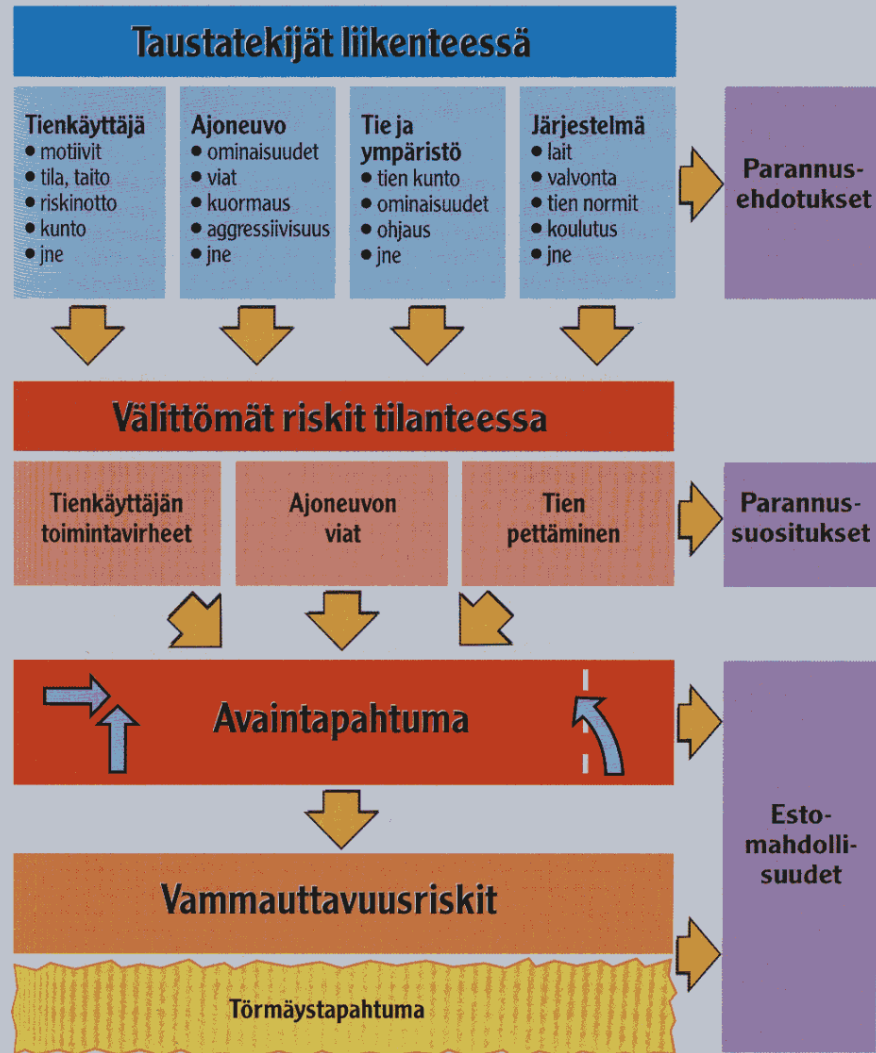 Taustatekijät liikenteessä
Tienkäyttäjä
• motiivit
• tila, taito
• riskinotto
• kunto
• jne
Ajoneuvo
• ominaisuudet
• viat
• kuormaus
• aggressiivisuus
• jne
Tie ja
ympäristö
• tien kunto
• ominaisuudet
• ohjaus
• jne
Järjestelmä
• lait
• valvonta
• tien normit
• koulutus
• jne
Parannus-
ehdotukset
Välittömät riskit tilanteessa
Tienkäyttäjän
toimintavirheet
Ajoneuvon
viat
Tien
pettäminen
Parannus-
suositukset
Avaintapahtuma
Esto-
mahdolli-
suudet
Vammauttavuusriskit
Törmäystapahtuma